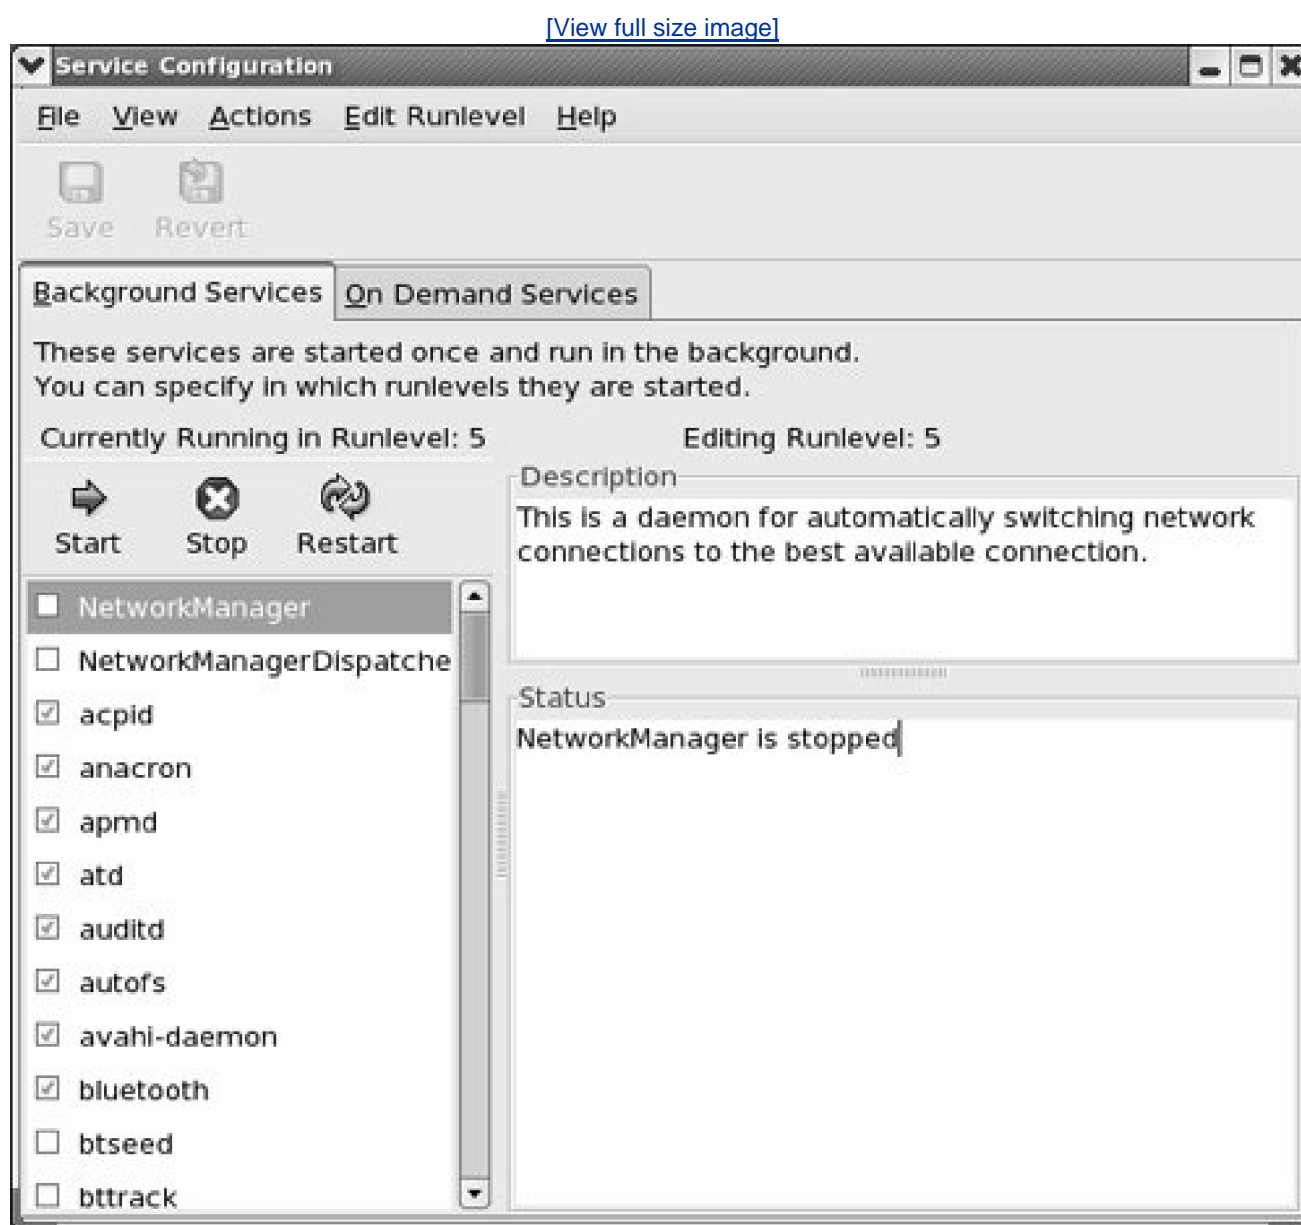 [View full size image]
Service Configuration
File View Actions Edit Runlevel Help
Save Revert
Background Services On Demand Services
These services are started once and run in the background.
You can specify in which runlevels they are started.
Currently Running in Runlevel: 5 Editing Runlevel: 5
Start Stop Restart
Description
This is a daemon for automatically switching network
connections to the best available connection.
NetworkManager
NetworkManagerDispatche
acpid
anacron
apmd
atd
auditd
autofs
avahi-daemon
bluetooth
btseed
bttrack
Status
NetworkManager is stopped